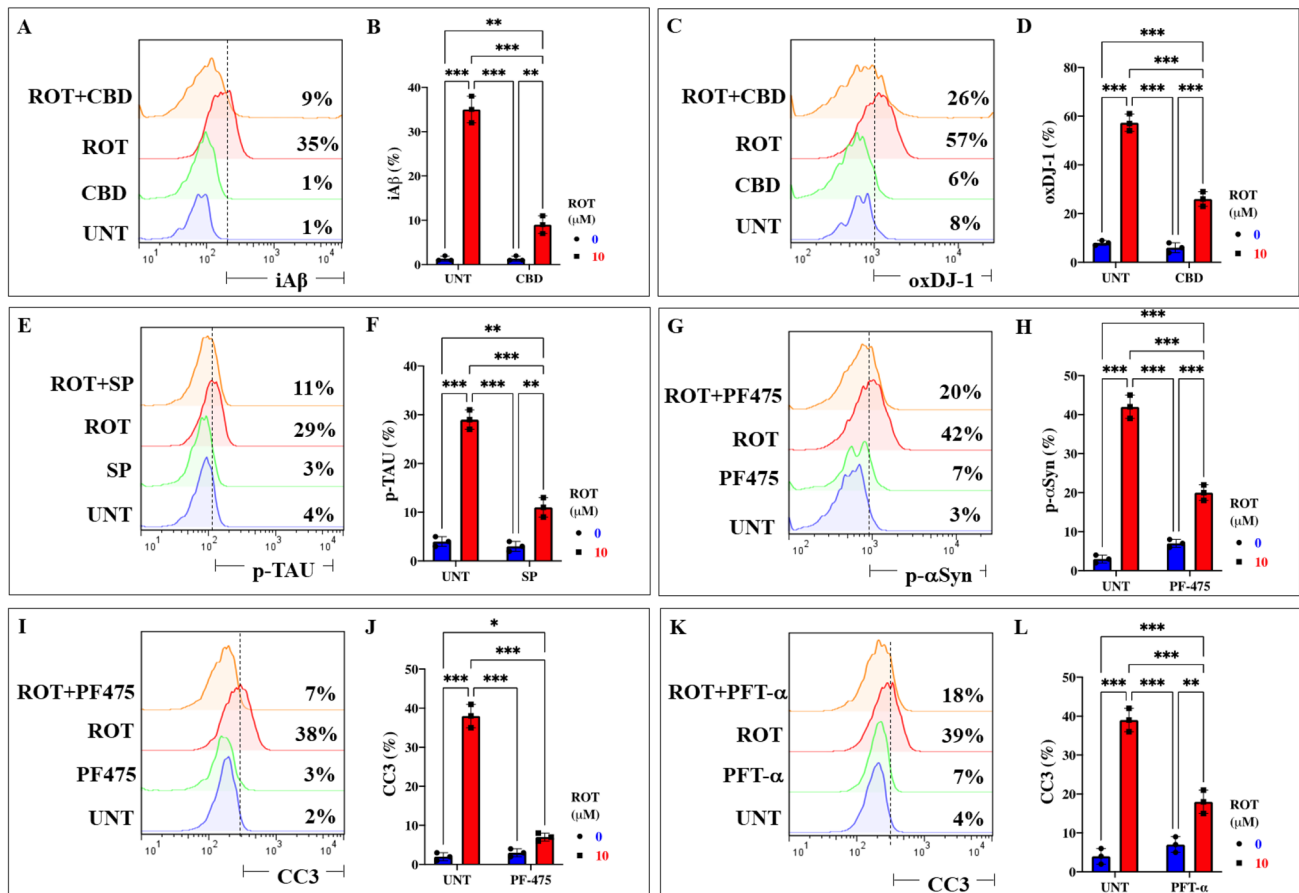 A
ROT+CBD
9%
ROT
35%
CBD
1%
UNT
1%
10¹ 10² 10³ 10⁴
iAβ
B
**
***
*** *** **
iAβ (%)
40
30
20
10
0
UNT CBD
ROT
(μM)
0
10
C
ROT+CBD
26%
ROT
57%
CBD
6%
UNT
8%
10² 10³ 10⁴
oxDJ-1
D
***
***
*** *** ***
oxDJ-1 (%)
80
60
40
20
0
UNT CBD
ROT
(μM)
0
10
E
ROT+SP
11%
ROT
29%
SP
3%
UNT
4%
10¹ 10² 10³ 10⁴
p-TAU
F
**
***
*** *** **
p-TAU (%)
40
30
20
10
0
UNT SP
ROT
(μM)
0
10
G
ROT+PF475
20%
ROT
42%
PF475
7%
UNT
3%
10² 10³ 10⁴
p-αSyn
H
***
***
*** *** ***
p-αSyn (%)
50
40
30
20
10
0
UNT PF-475
ROT
(μM)
0
10
I
ROT+PF475
7%
ROT
38%
PF475
3%
UNT
2%
10¹ 10² 10³ 10⁴
CC3
J
*
***
*** ***
CC3 (%)
50
40
30
20
10
0
UNT PF-475
ROT
(μM)
0
10
K
ROT+PFT-α
18%
ROT
39%
PFT-α
7%
UNT
4%
10¹ 10² 10³ 10⁴
CC3
L
***
***
*** *** **
CC3 (%)
50
40
30
20
10
0
UNT PFT-α
ROT
(μM)
0
10